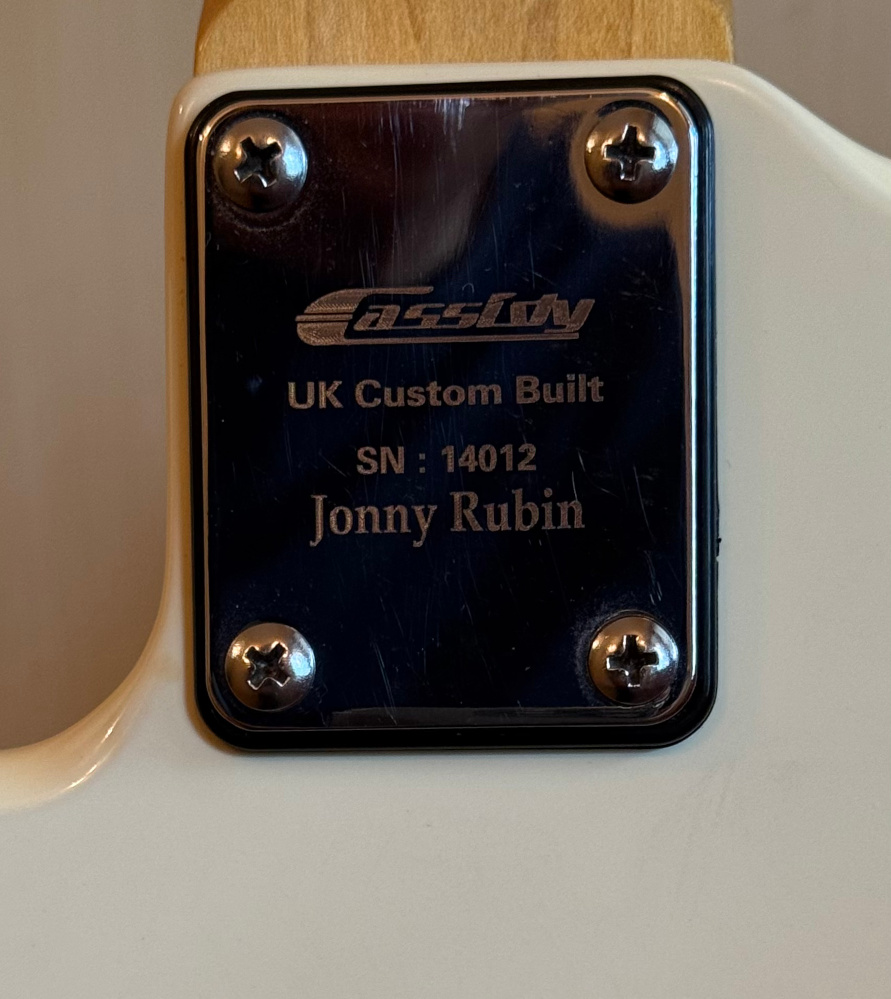 Cassidy
UK Custom Built
SN : 14012
Jonny Rubin